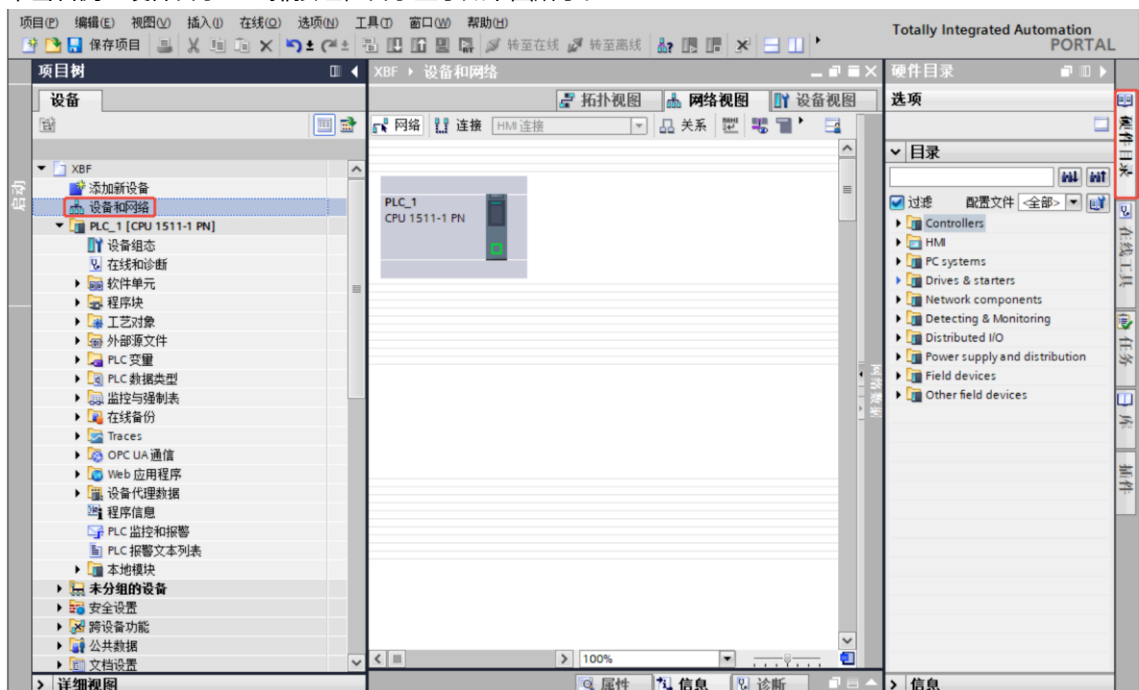 项目(P) 编辑(E) 视图(V) 插入(I) 在线(O) 选项(N) 工具(T) 窗口(W) 帮助(H)
Totally Integrated Automation
PORTAL
保存项目 转至在线 转至离线
项目树
设备
XBF
添加新设备
设备和网络
PLC_1 [CPU 1511-1 PN]
设备组态
在线和诊断
软件单元
程序块
工艺对象
外部源文件
PLC 变量
PLC 数据类型
监控与强制表
在线备份
Traces
OPC UA 通信
Web 应用程序
设备代理数据
程序信息
PLC 监控和报警
PLC 报警文本列表
本地模块
未分组的设备
安全设置
跨设备功能
公共数据
文档设置
详细视图
启动
XBF 设备和网络
拓扑视图 网络视图 设备视图
网络 连接 HMI 连接 关系
PLC_1
CPU 1511-1 PN
网络数据
100%
属性 信息 诊断
硬件目录
选项
目录
过滤 配置文件 <全部>
Controllers
HMI
PC systems
Drives & starters
Network components
Detecting & Monitoring
Distributed I/O
Power supply and distribution
Field devices
Other field devices
信息
硬件目录
在线工具
任务
库
插件